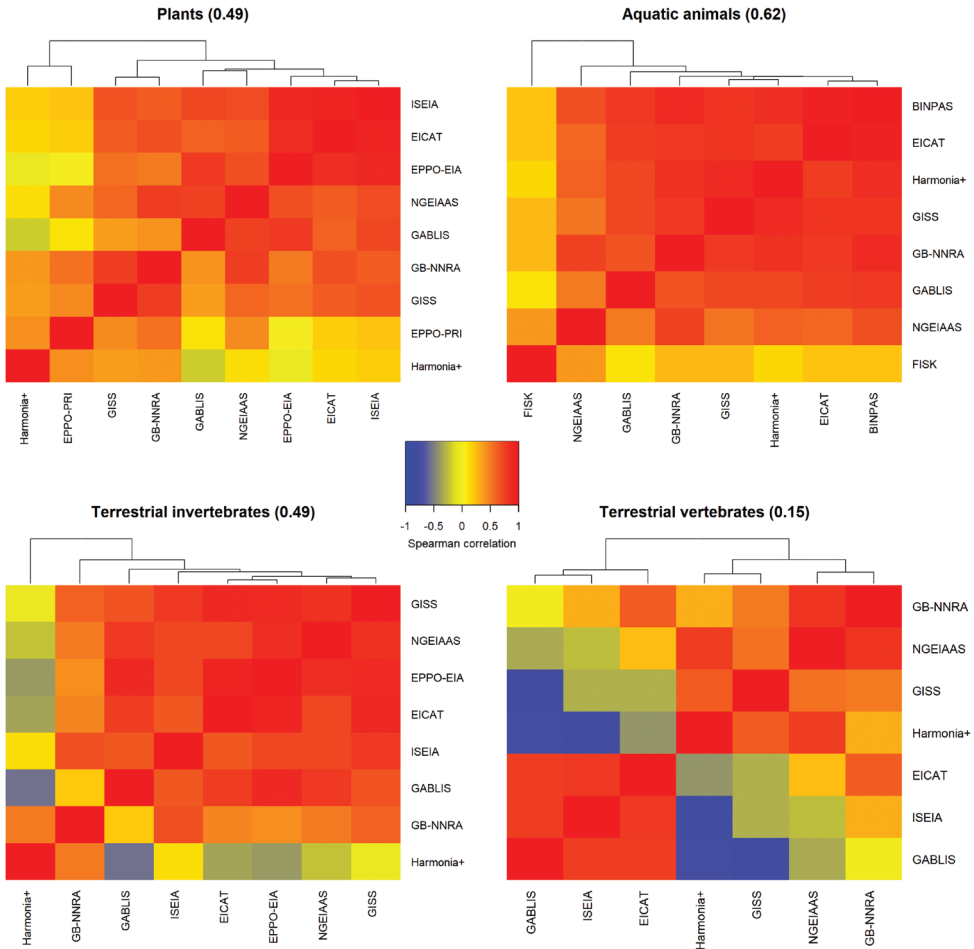 Plants (0.49)
Aquatic animals (0.62)
ISEIA
EICAT
EPPO-EIA
NGEIAAS
GABLIS
GB-NNRA
GISS
EPPO-PRI
Harmonia+
Harmonia+
EPPO-PRI
GISS
GB-NNRA
GABLIS
NGEIAAS
EPPO-EIA
EICAT
ISEIA
BINPAS
EICAT
Harmonia+
GISS
GB-NNRA
GABLIS
NGEIAAS
FISK
FISK
NGEIAAS
GABLIS
GB-NNRA
GISS
Harmonia+
EICAT
BINPAS
-1 -0.5 0 0.5 1
Spearman correlation
Terrestrial invertebrates (0.49)
Terrestrial vertebrates (0.15)
GISS
NGEIAAS
EPPO-EIA
EICAT
ISEIA
GABLIS
GB-NNRA
Harmonia+
Harmonia+
GB-NNRA
GABLIS
ISEIA
EICAT
EPPO-EIA
NGEIAAS
GISS
GB-NNRA
NGEIAAS
GISS
Harmonia+
EICAT
ISEIA
GABLIS
GABLIS
ISEIA
EICAT
Harmonia+
GISS
NGEIAAS
GB-NNRA